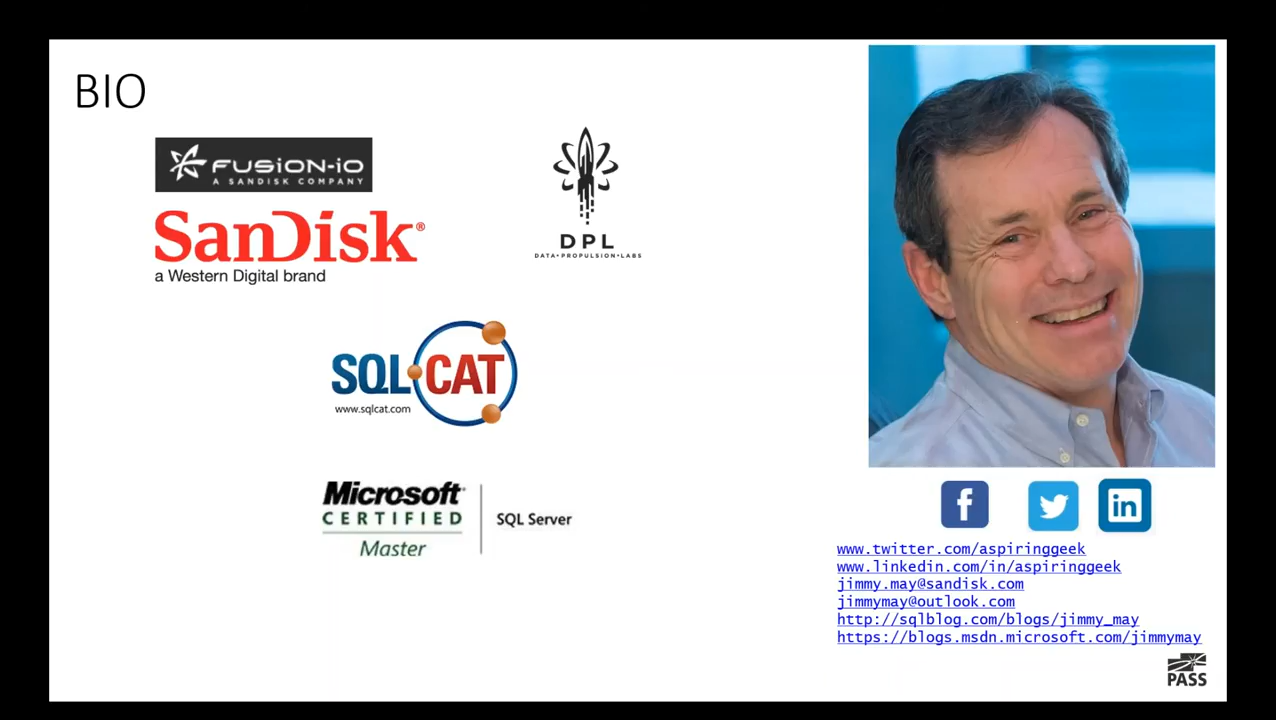 BIO
FUSION-iO
A SANDISK COMPANY
SanDisk®
a Western Digital brand
DPL
DATA•PROPULSION•LABS
SQL CAT
www.sqlcat.com
Microsoft
CERTIFIED
Master
SQL Server
www.twitter.com/aspiringgeek
www.linkedin.com/in/aspiringgeek
jimmy.may@sandisk.com
jimmymay@outlook.com
http://sqlblog.com/blogs/jimmy_may
https://blogs.msdn.microsoft.com/jimmymay
PASS